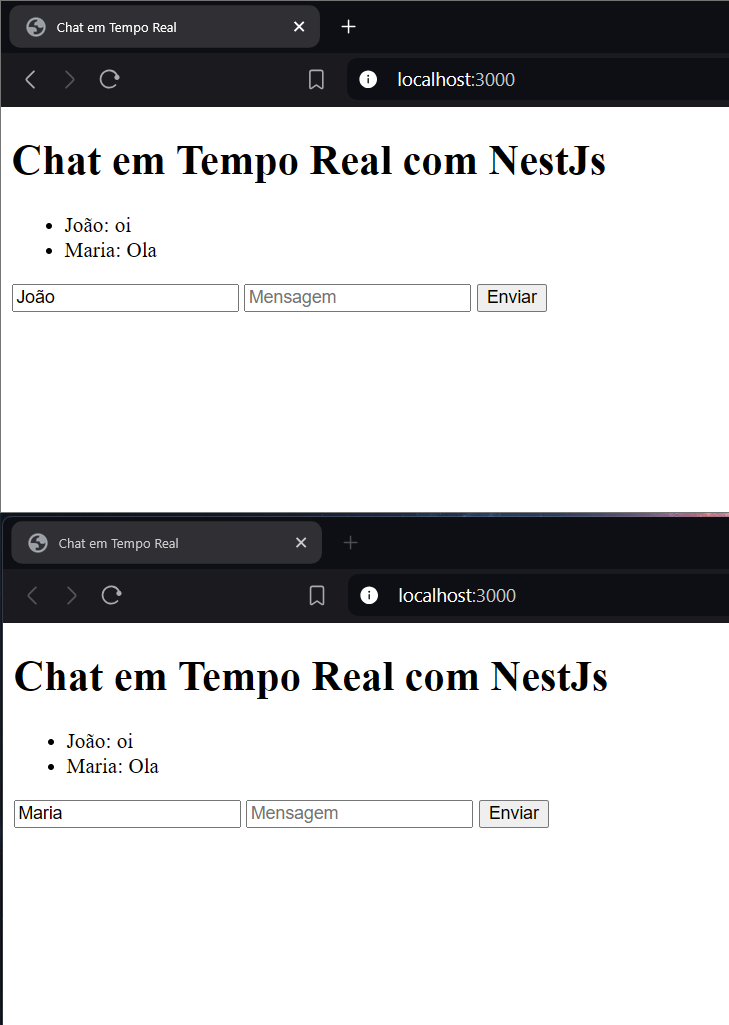 Chat em Tempo Real
localhost:3000
Chat em Tempo Real com NestJs
João: oi
Maria: Ola
João Mensagem Enviar
Chat em Tempo Real
localhost:3000
Chat em Tempo Real com NestJs
João: oi
Maria: Ola
Maria Mensagem Enviar